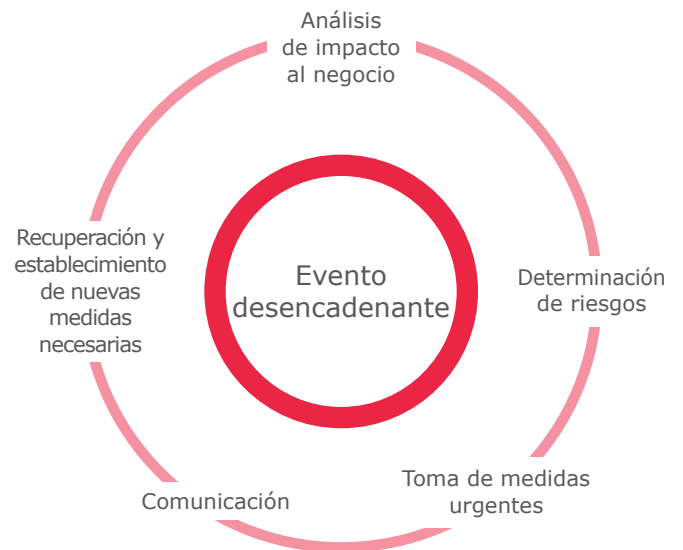 Análisis
de impacto
al negocio
Determinación
de riesgos
Toma de medidas
urgentes
Comunicación
Recuperación y
establecimiento
de nuevas
medidas
necesarias
Evento
desencadenante